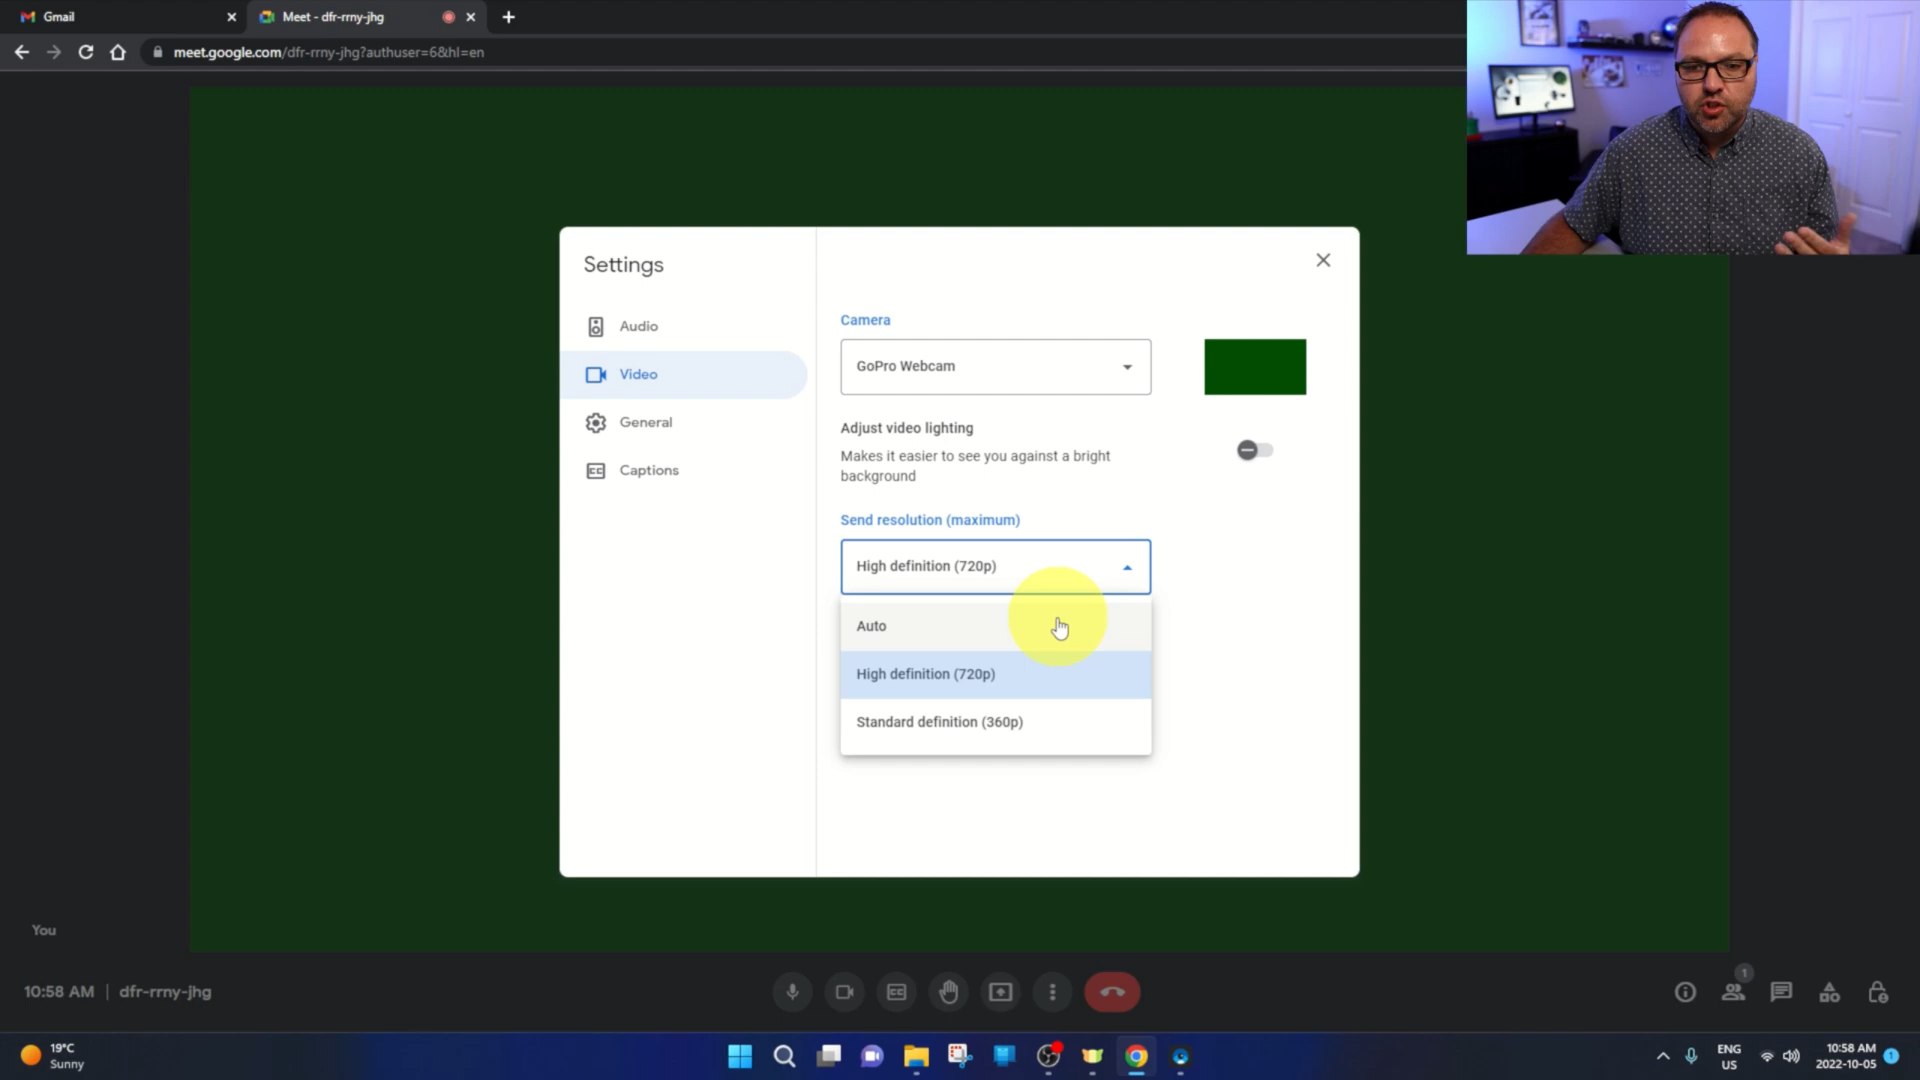 Gmail
Meet - dfr-rrny-jhg
meet.google.com/dfr-rrny-jhg?authuser=6&hl=en
Settings
Audio
Video
General
Captions
Camera
GoPro Webcam
Adjust video lighting
Makes it easier to see you against a bright
background
Send resolution (maximum)
High definition (720p)
Auto
High definition (720p)
Standard definition (360p)
You
10:58 AM | dfr-rrny-jhg
1
19°C
Sunny
ENG
US
10:58 AM
2022-10-05
1